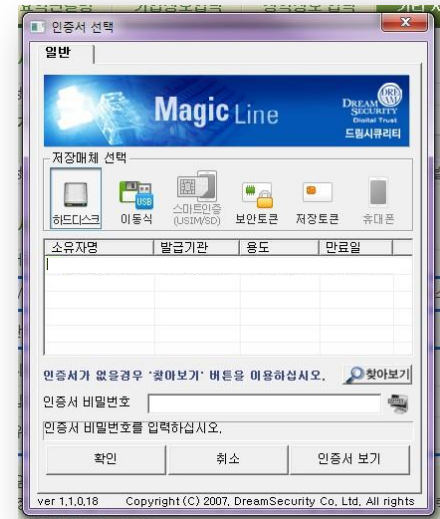 인증서 선택
일반
Magic Line
DREAM SECURITY
Digital Trust
드림시큐리티
저장매체 선택
하드디스크 이동식 스마트인증 (USIM/SD) 보안토큰 저장토큰 휴대폰
소유자명 발급기관 용도 만료일
인증서가 없을경우 '찾아보기' 버튼을 이용하십시오. 찾아보기
인증서 비밀번호
인증서 비밀번호를 입력하십시오.
확인 취소 인증서 보기
ver 1,1,0,18 Copyright (C) 2007, DreamSecurity Co, Ltd, All rights